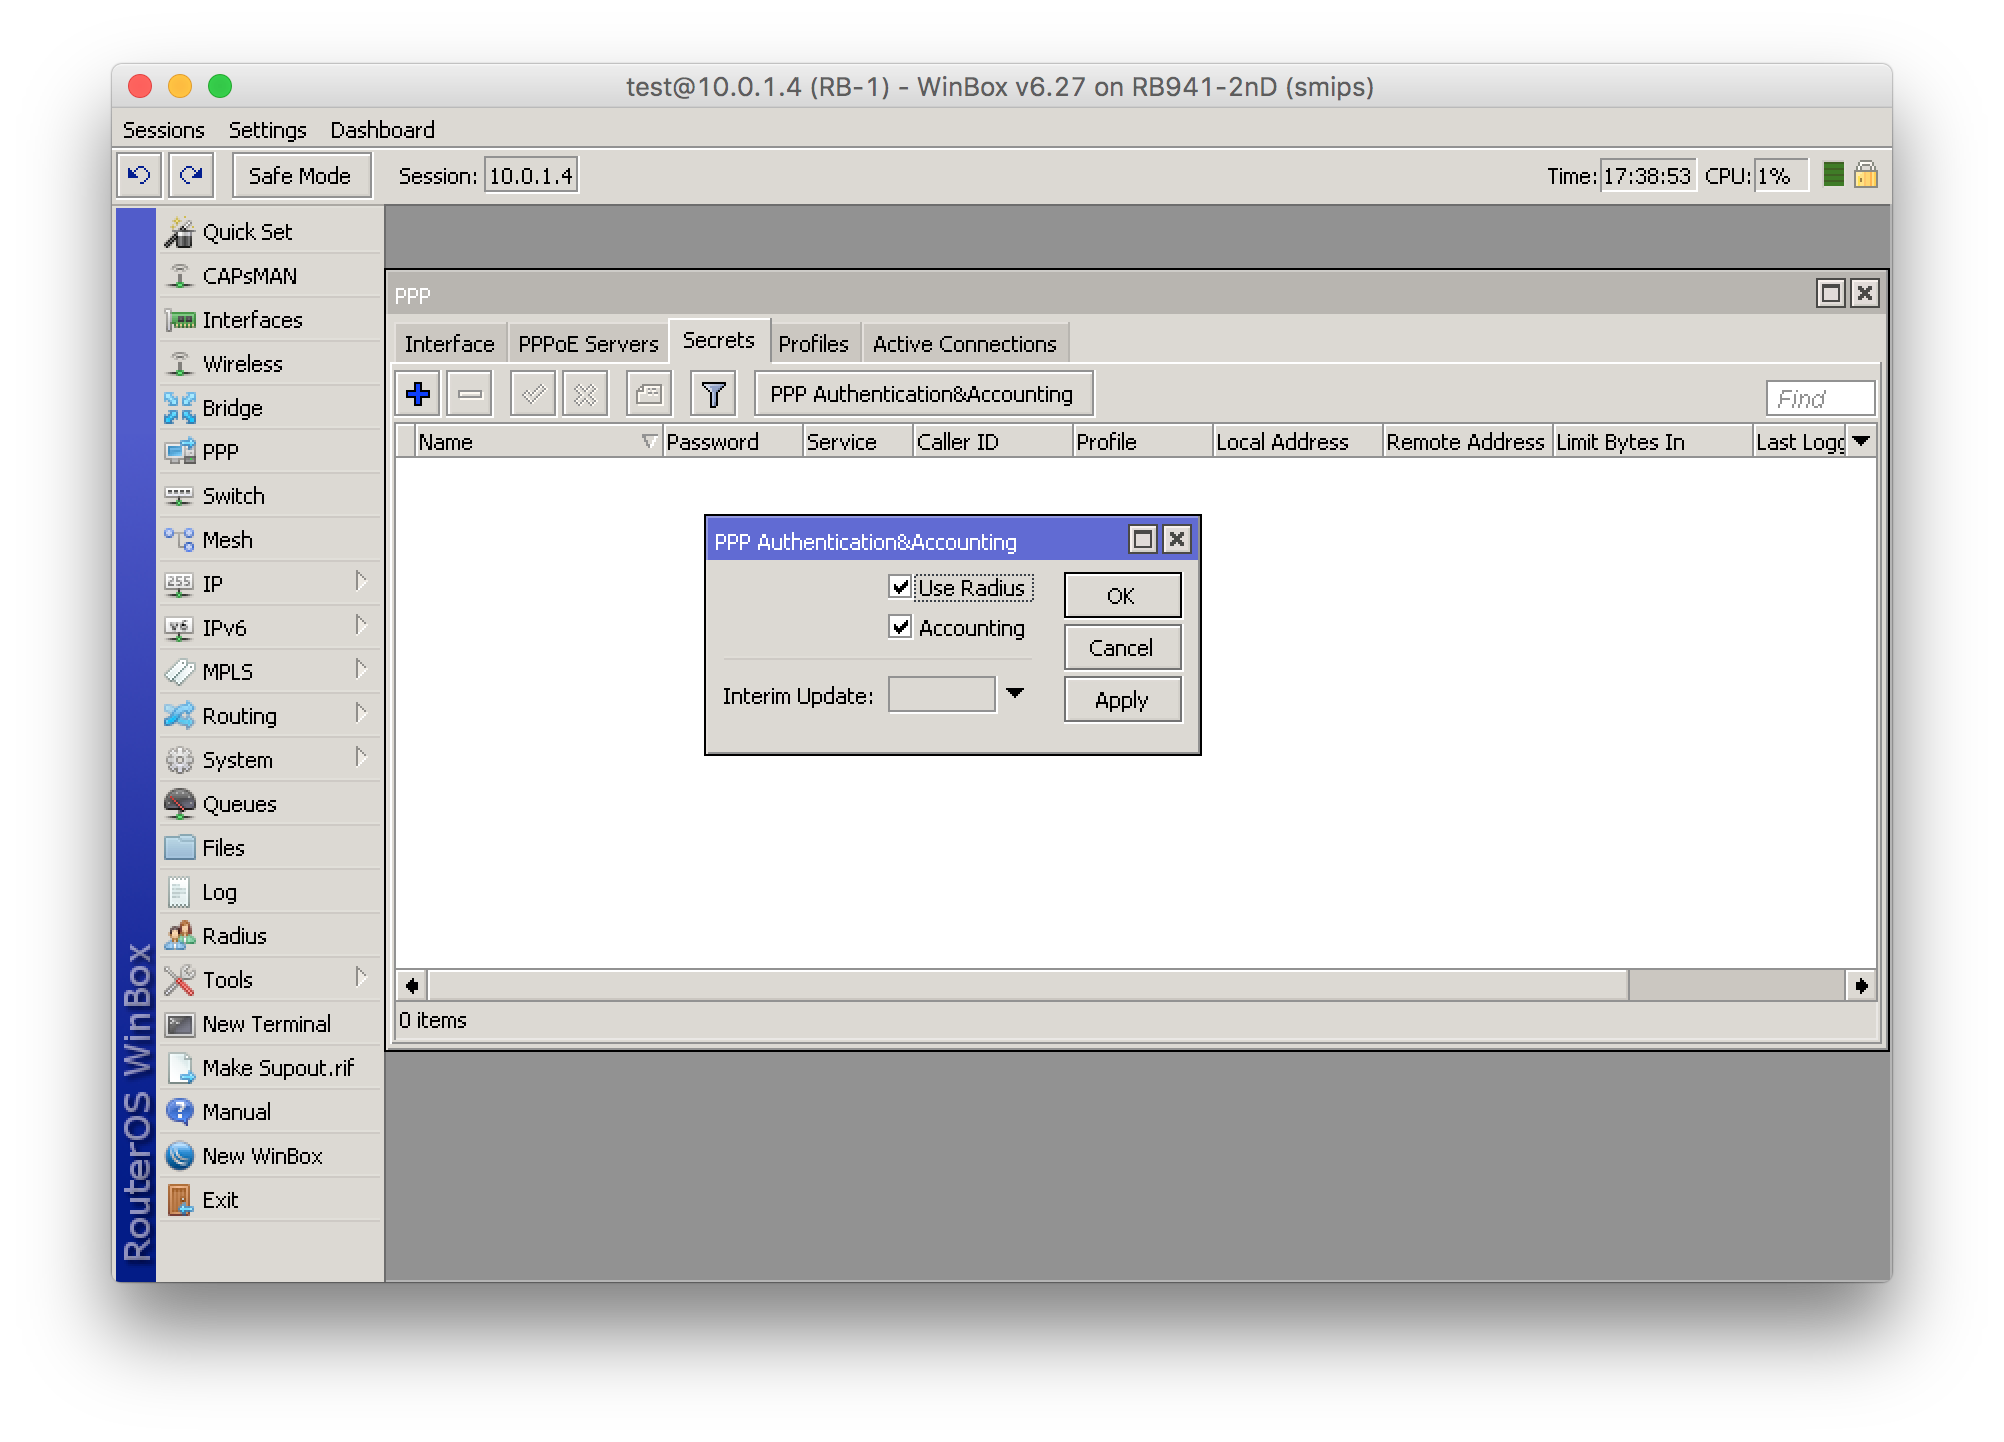 test@10.0.1.4 (RB-1) - WinBox v6.27 on RB941-2nD (smips)
Sessions Settings Dashboard
Safe Mode Session: 10.0.1.4 Time: 17:38:53 CPU: 1%
RouterOS WinBox
Quick Set
CAPsMAN
Interfaces
Wireless
Bridge
PPP
Switch
Mesh
255 IP
v6 IPv6
MPLS
Routing
System
Queues
Files
Log
Radius
Tools
New Terminal
Make Supout.rif
Manual
New WinBox
Exit
PPP
Interface PPPoE Servers Secrets Profiles Active Connections
PPP Authentication&Accounting Find
Name Password Service Caller ID Profile Local Address Remote Address Limit Bytes In Last Logg
PPP Authentication&Accounting
Use Radius OK
Accounting Cancel
Interim Update: Apply
0 items